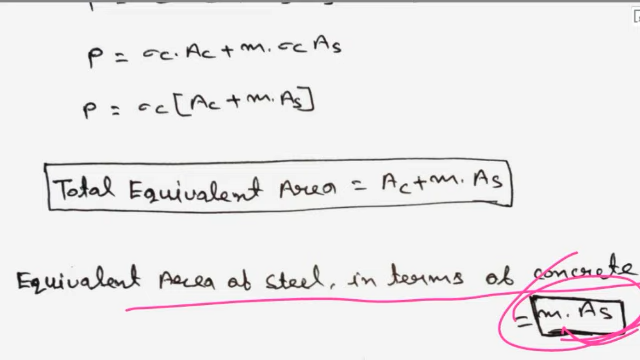 P = σc. Ac + m. σc As
P = σc [Ac + m. As]
Total Equivalent Area = Ac + m. As
Equivalent Area of Steel, in terms of concrete
= m. As